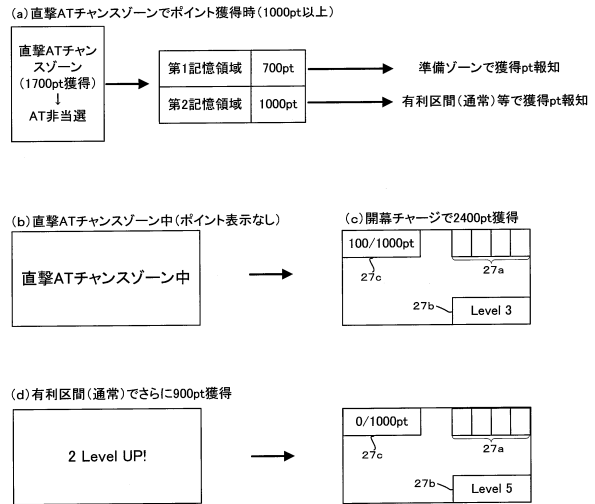 (a)直撃ATチャンスゾーンでポイント獲得時(1000pt以上)
直撃ATチャン
スゾーン
(1700pt獲得)
↓
AT非当選
第1記憶領域 700pt
準備ゾーンで獲得pt報知
第2記憶領域 1000pt
有利区間(通常)等で獲得pt報知
(b)直撃ATチャンスゾーン中(ポイント表示なし)
直撃ATチャンスゾーン中
(c)開幕チャージで2400pt獲得
100/1000pt
27c
27a
27b
Level 3
(d)有利区間(通常)でさらに900pt獲得
2 Level UP!
0/1000pt
27c
27a
27b
Level 5